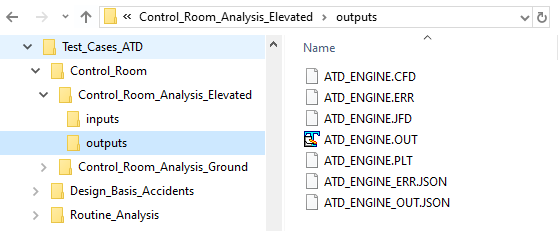 « Control_Room_Analysis_Elevated > outputs
Test_Cases_ATD
Control_Room
Control_Room_Analysis_Elevated
inputs
outputs
Control_Room_Analysis_Ground
Design_Basis_Accidents
Routine_Analysis
Name
ATD_ENGINE.CFD
ATD_ENGINE.ERR
ATD_ENGINE.JFD
ATD_ENGINE.OUT
ATD_ENGINE.PLT
ATD_ENGINE_ERR.JSON
ATD_ENGINE_OUT.JSON